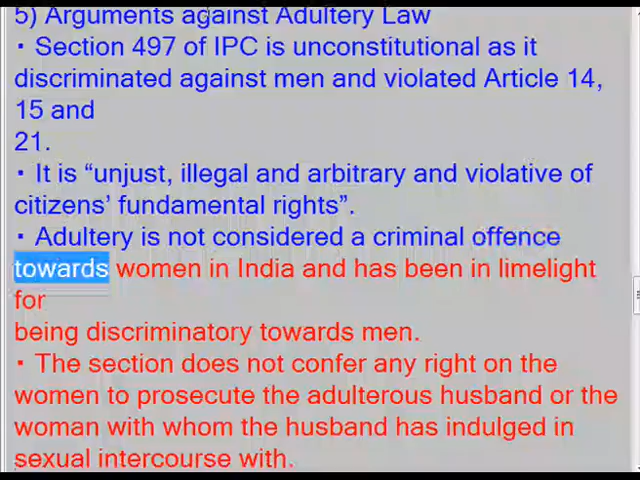 5) Arguments against Adultery Law
· Section 497 of IPC is unconstitutional as it
discriminated against men and violated Article 14,
15 and
21.
· It is “unjust, illegal and arbitrary and violative of
citizens’ fundamental rights”.
· Adultery is not considered a criminal offence
towards women in India and has been in limelight
for
being discriminatory towards men.
· The section does not confer any right on the
women to prosecute the adulterous husband or the
woman with whom the husband has indulged in
sexual intercourse with.